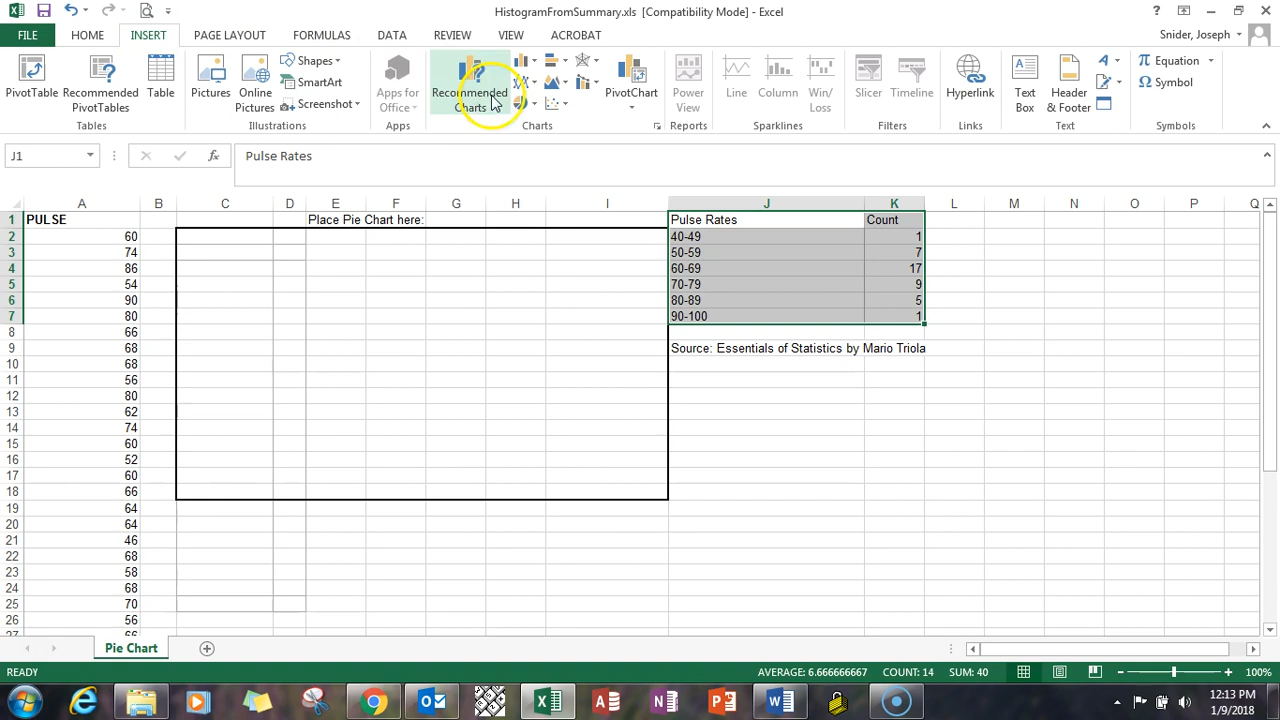 HistogramFromSummary.xls [Compatibility Mode] - Excel
FILE HOME INSERT PAGE LAYOUT FORMULAS DATA REVIEW VIEW ACROBAT Snider, Joseph
PivotTable Recommended PivotTables Table
Pictures Online Pictures Shapes SmartArt Screenshot
Apps for Office
Recommended Charts PivotChart
Power View
Line Column Win/Loss
Slicer Timeline
Hyperlink
Text Box Header & Footer
Equation
Symbol
Tables Illustrations Apps Charts Reports Sparklines Filters Links Text Symbols
J1 fx Pulse Rates
A B C D E F G H I J K L M N O P Q
1 PULSE Place Pie Chart here: Pulse Rates Count
2 60 40-49 1
3 74 50-59 7
4 86 60-69 17
5 54 70-79 9
6 90 80-89 5
7 80 90-100 1
8 66
9 68 Source: Essentials of Statistics by Mario Triola
10 68
11 56
12 80
13 62
14 74
15 60
16 52
17 60
18 66
19 64
20 64
21 46
22 68
23 58
24 68
25 70
26 56
27 66
Pie Chart
READY AVERAGE: 6.666666667 COUNT: 14 SUM: 40 100%
12:13 PM
1/9/2018